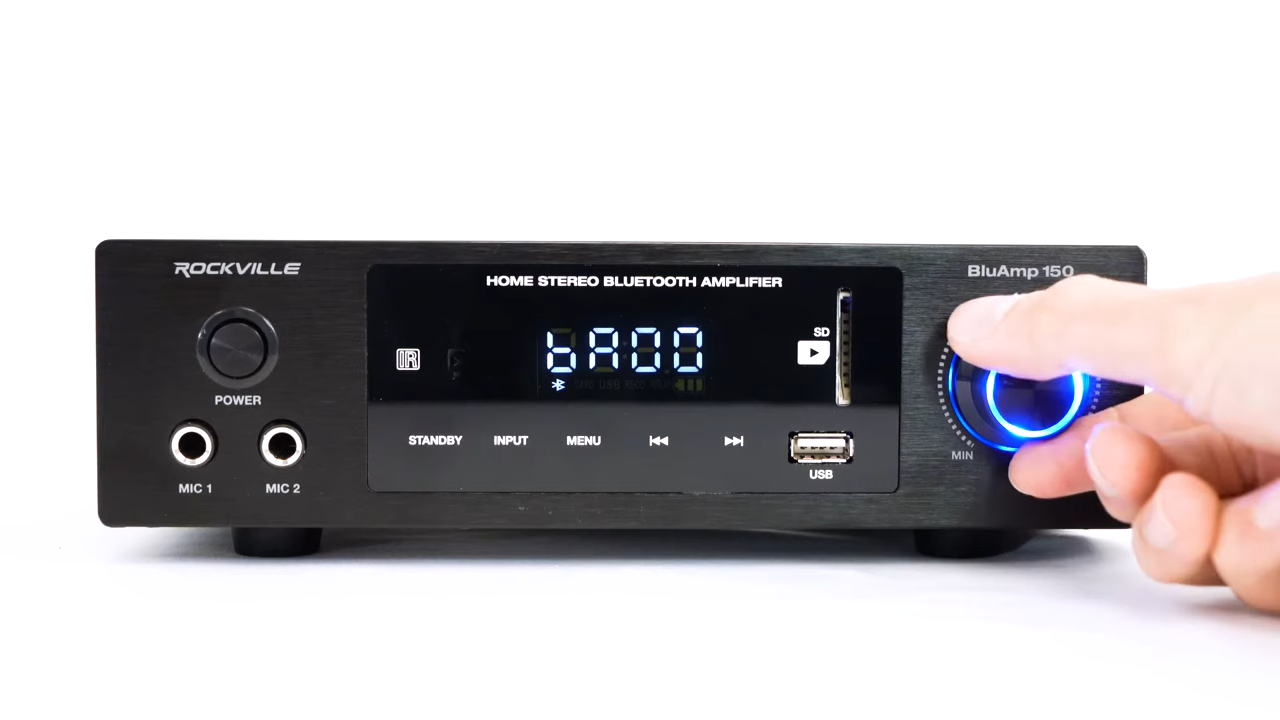 ROCKVILLE
BluAmp 150
HOME STEREO BLUETOOTH AMPLIFIER
SD
IR
bA00
POWER
STANDBY
INPUT
MENU
MIN
USB
MIC 1
MIC 2